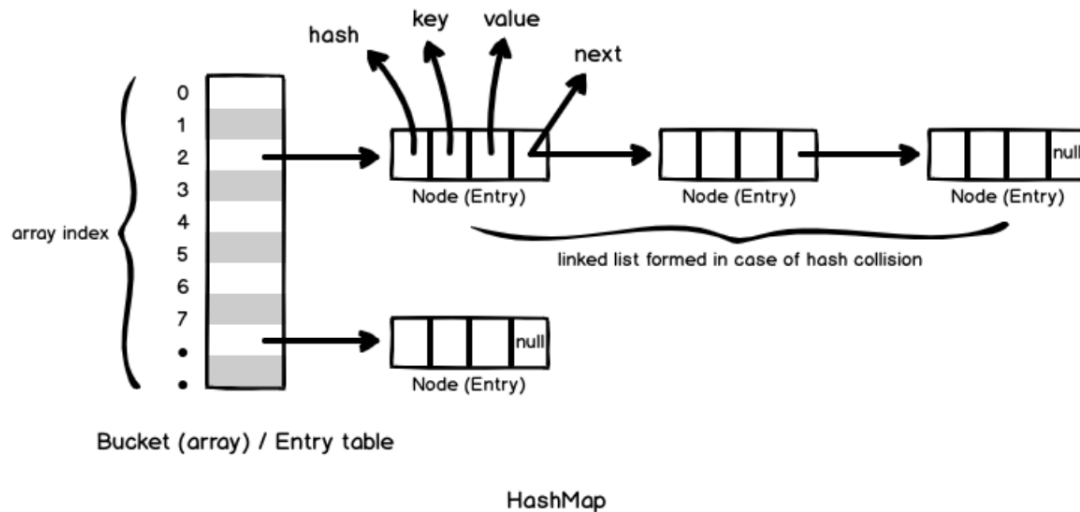 hash
key
value
next
0
1
2
3
4
5
6
7
array index
null
Node (Entry)
Node (Entry)
Node (Entry)
linked list formed in case of hash collision
null
Node (Entry)
Bucket (array) / Entry table
HashMap